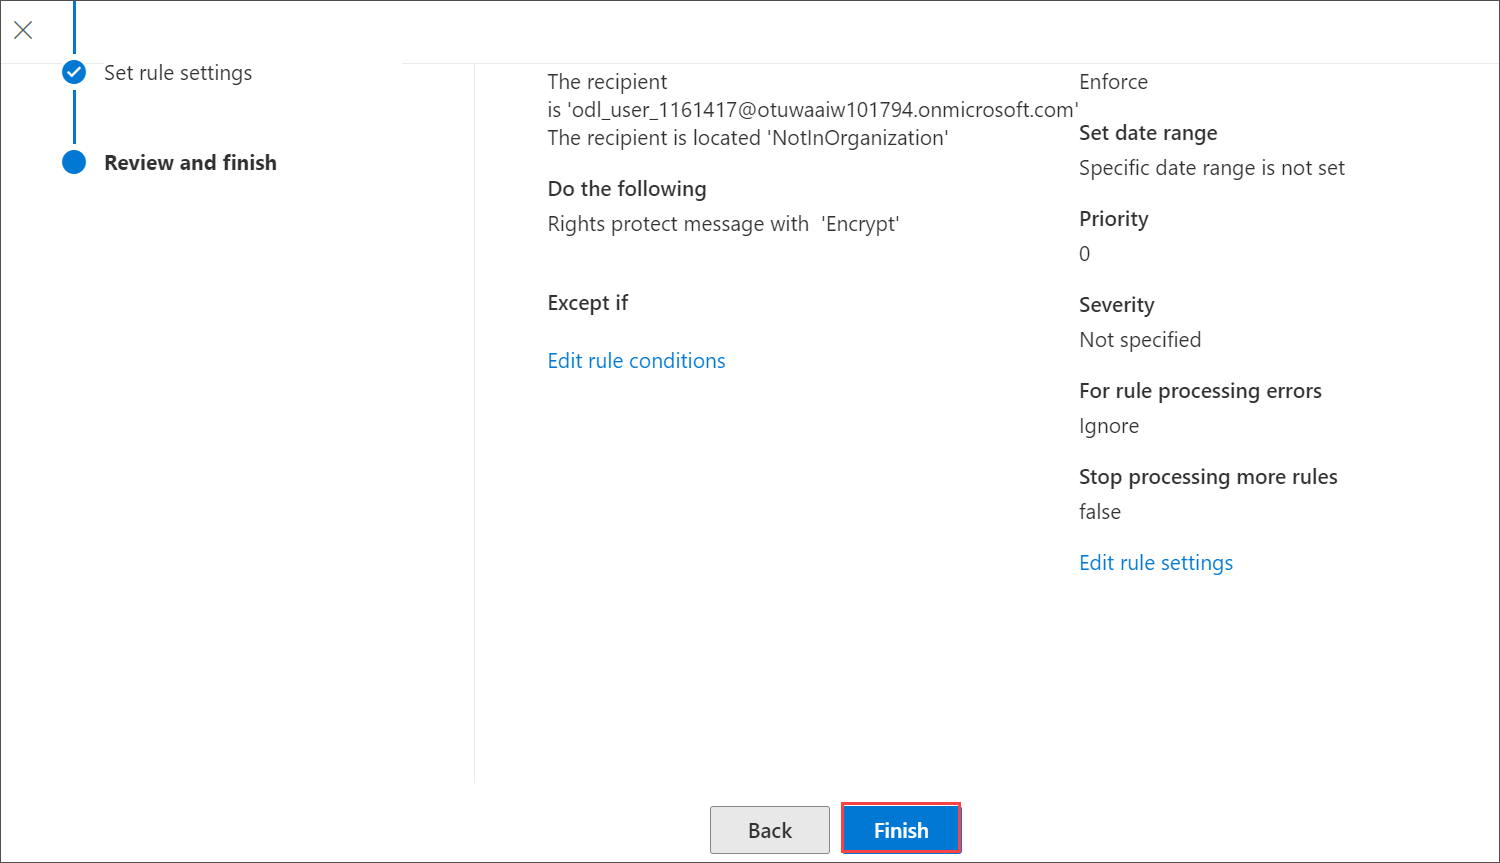 Set rule settings
Review and finish
The recipient
is 'odl_user_1161417@otuwaaiw101794.onmicrosoft.com'
The recipient is located 'NotInOrganization'
Do the following
Rights protect message with  'Encrypt'
Except if
Edit rule conditions
Enforce
Set date range
Specific date range is not set
Priority
0
Severity
Not specified
For rule processing errors
Ignore
Stop processing more rules
false
Edit rule settings
Back
Finish